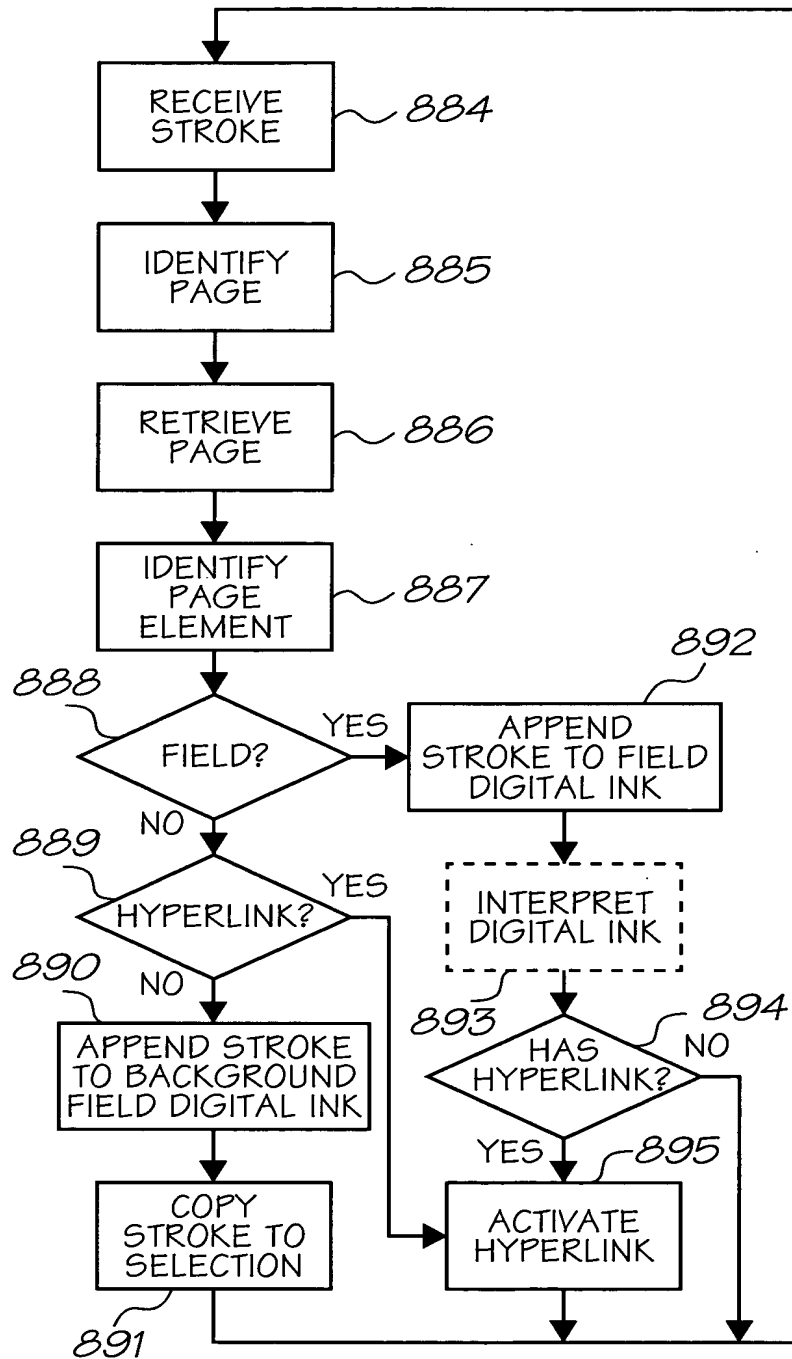 RECEIVE
STROKE
884
IDENTIFY
PAGE
885
RETRIEVE
PAGE
886
IDENTIFY
PAGE
ELEMENT
887
888
FIELD?
YES
NO
892
APPEND
STROKE TO FIELD
DIGITAL INK
889
HYPERLINK?
YES
NO
INTERPRET
DIGITAL INK
893
890
APPEND STROKE
TO BACKGROUND
FIELD DIGITAL INK
894
HAS
HYPERLINK?
NO
YES
895
COPY
STROKE TO
SELECTION
891
ACTIVATE
HYPERLINK